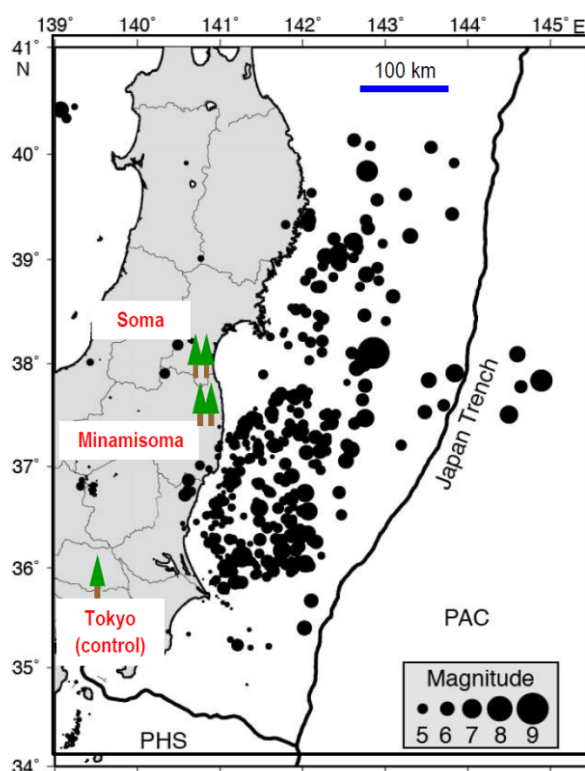 139° 140° 141° 142° 143° 144° 145° E
41°
N
100 km
40°
39°
Soma
38°
Minamisoma
Japan Trench
37°
36°
Tokyo
(control)
PAC
35°
Magnitude
5 6 7 8 9
PHS
34°